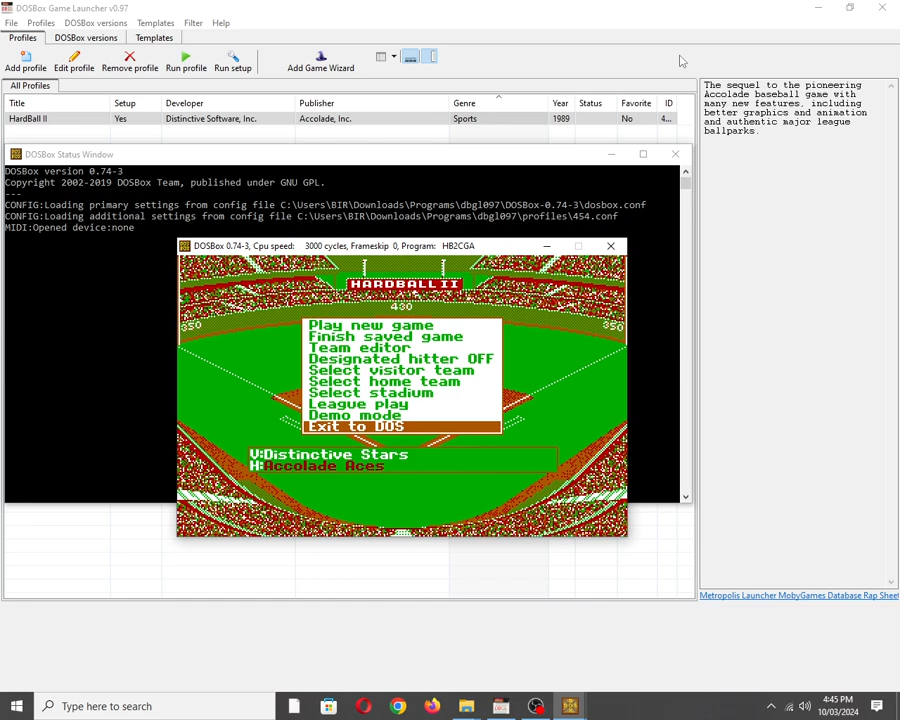 DOSBox Game Launcher v0.97
File Profiles DOSBox versions Templates Filter Help
Profiles DOSBox versions Templates
Add profile Edit profile Remove profile Run profile Run setup Add Game Wizard
All Profiles
Title Setup Developer Publisher Genre Year Status Favorite ID
HardBall II Yes Distinctive Software, Inc. Accolade, Inc. Sports 1989 No 4...
The sequel to the pioneering
Accolade baseball game with
many new features, including
better graphics and animation
and authentic major league
ballparks.
DOSBox Status Window
DOSBox version 0.74-3
Copyright 2002-2019 DOSBox Team, published under GNU GPL.
---
CONFIG:Loading primary settings from config file C:\Users\BIR\Downloads\Programs\dbgl097\DOSBox-0.74-3\dosbox.conf
CONFIG:Loading additional settings from config file C:\Users\BIR\Downloads\Programs\dbgl097\profiles\454.conf
MIDI:Opened device:none
DOSBox 0.74-3, Cpu speed: 3000 cycles, Frameskip 0, Program: HB2CGA
HARDBALL II
430
350 350
Play new game
Finish saved game
Team editor
Designated hitter OFF
Select visitor team
Select home team
Select stadium
League play
Demo mode
Exit to DOS
V:Distinctive Stars
H:Accolade Aces
Metropolis Launcher MobyGames Database Rap Sheet
Type here to search
4:45 PM
10/03/2024